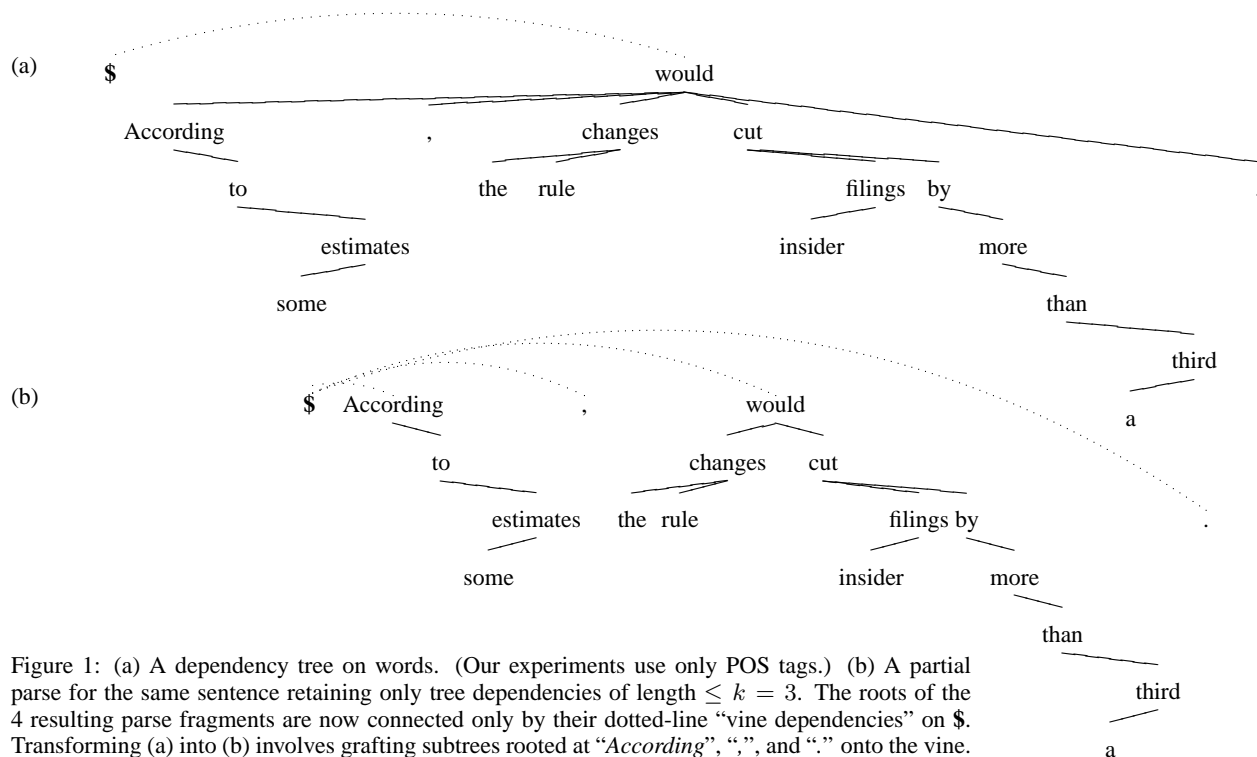 (a) $ would
According , changes cut
to the rule filings by .
estimates insider more
some than
third
(b) $ According , would a
to changes cut
estimates the rule filings by .
some insider more
than
third
a
Figure 1: (a) A dependency tree on words. (Our experiments use only POS tags.) (b) A partial
parse for the same sentence retaining only tree dependencies of length ≤ k = 3. The roots of the
4 resulting parse fragments are now connected only by their dotted-line “vine dependencies” on $.
Transforming (a) into (b) involves grafting subtrees rooted at “According”, “,”, and “.” onto the vine.